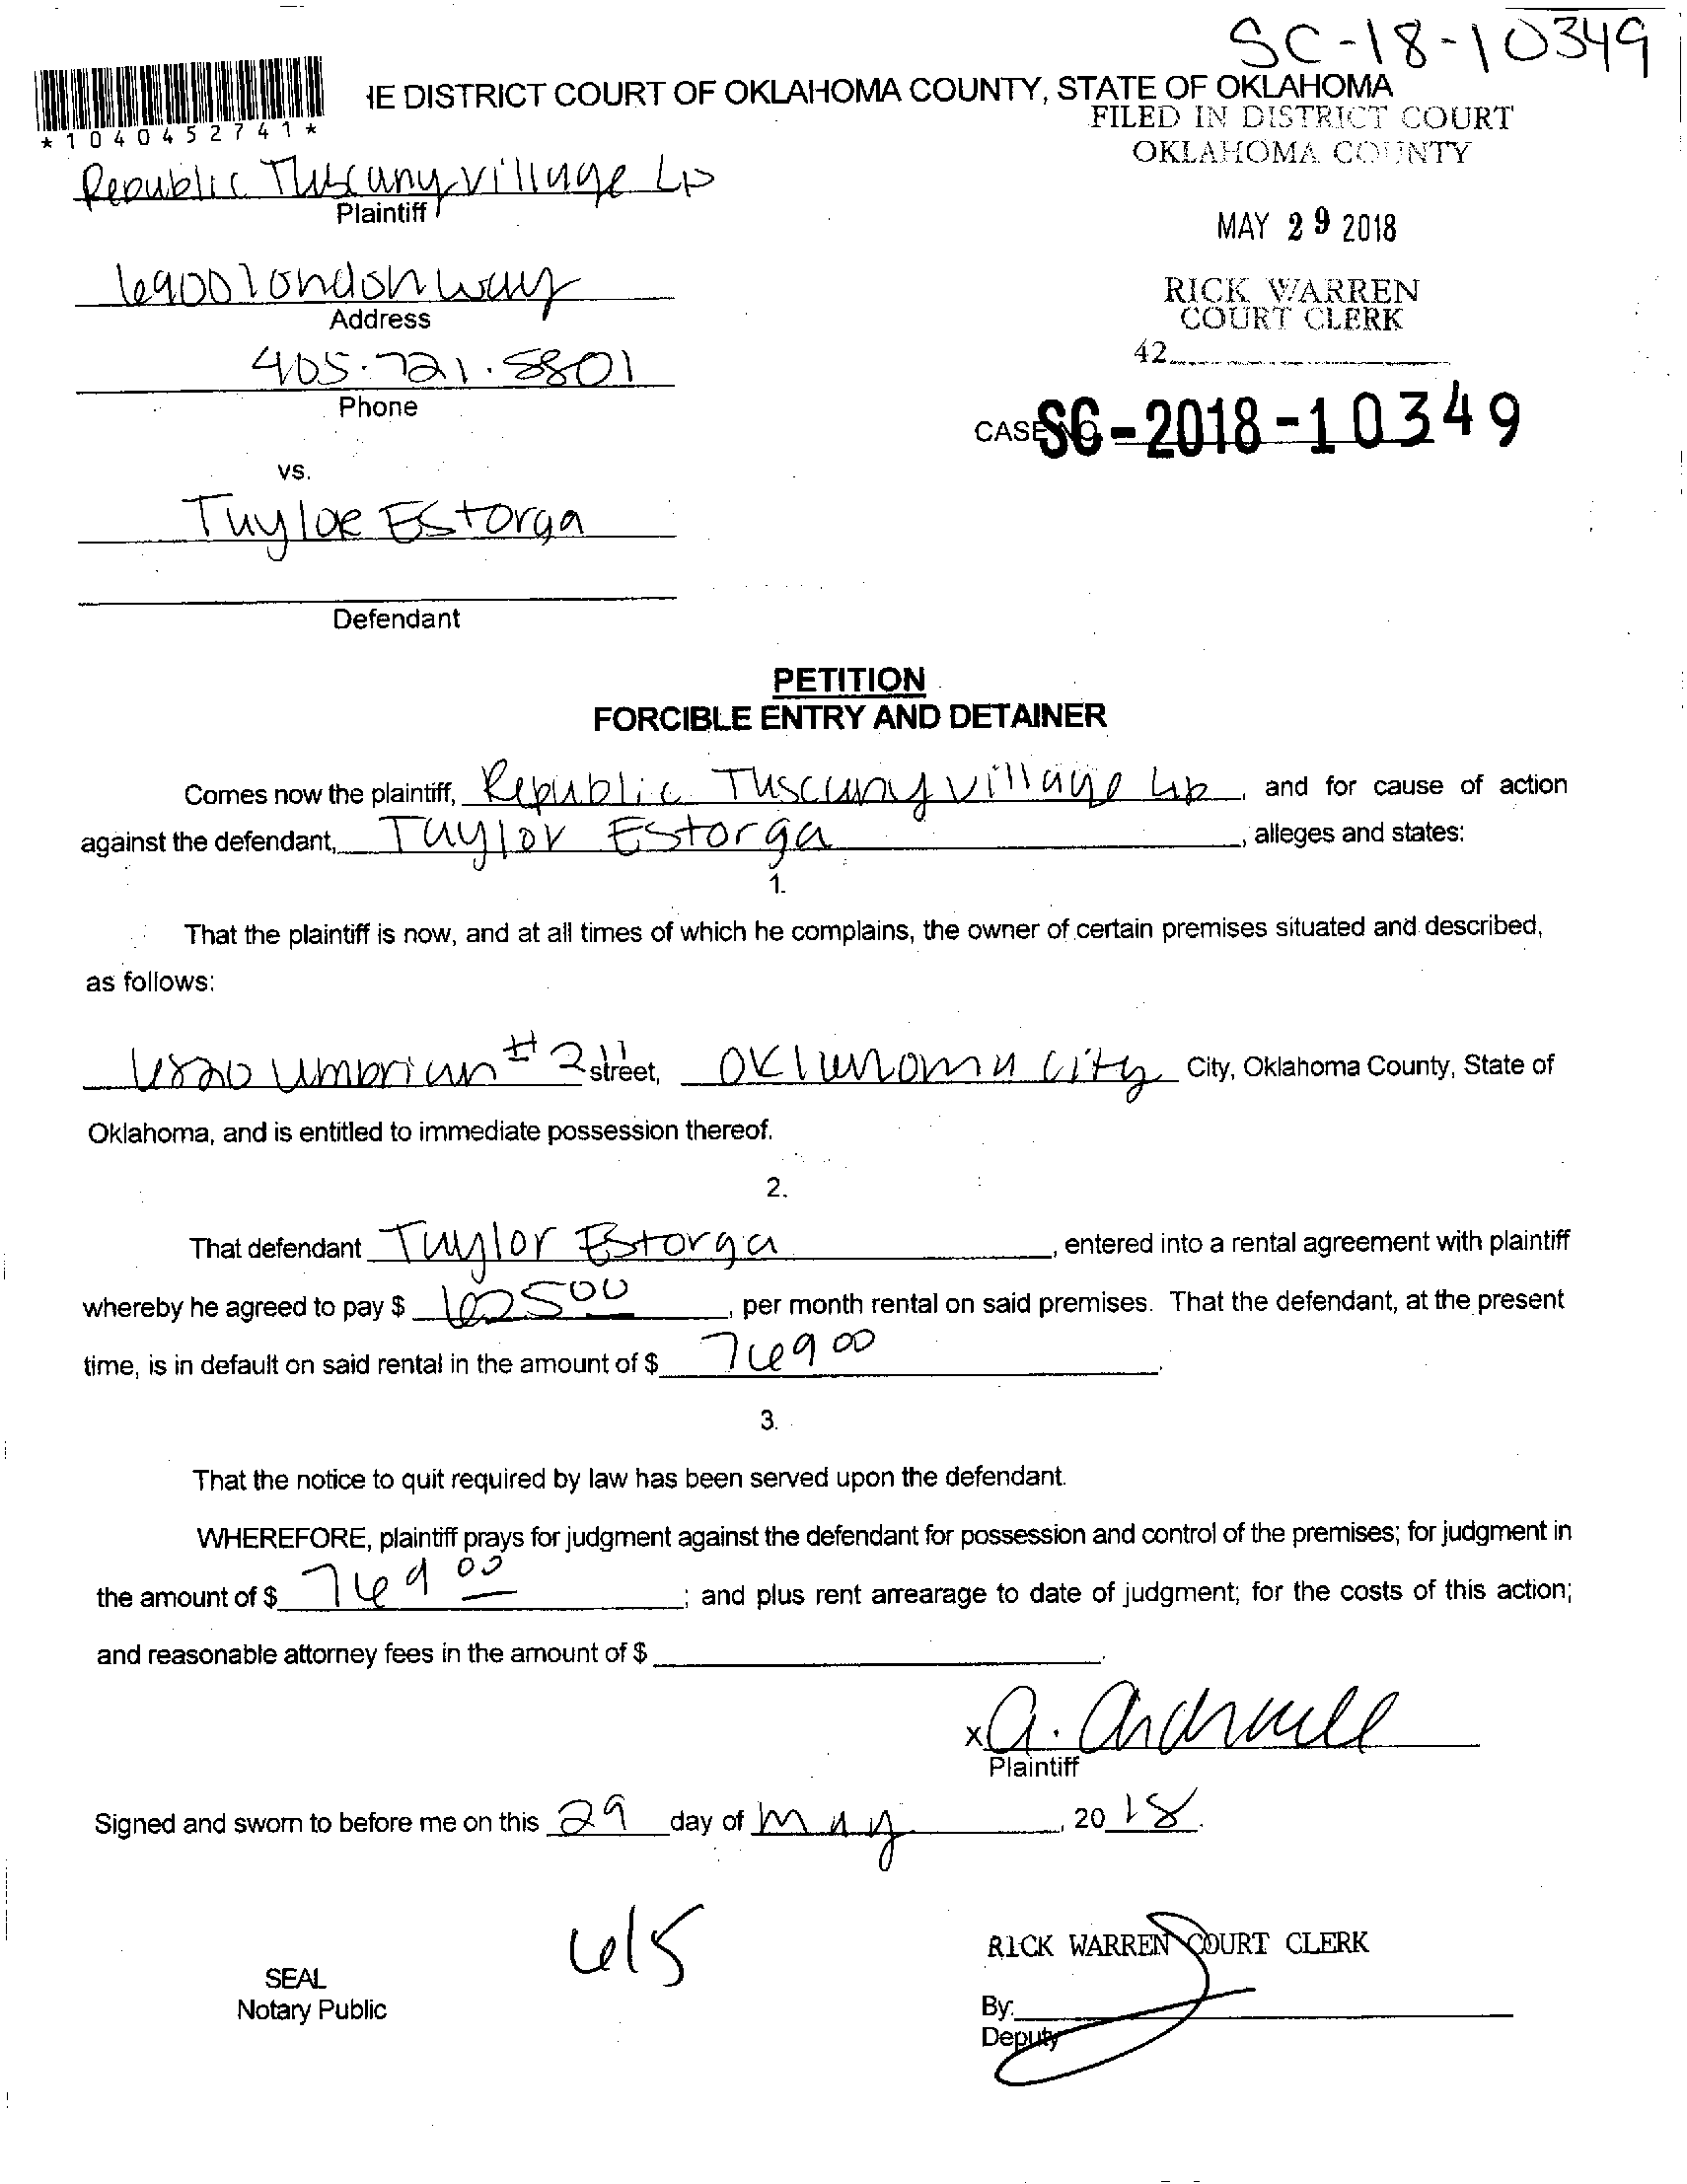 SC-18-10349
HE DISTRICT COURT OF OKLAHOMA COUNTY, STATE OF OKLAHOMA
*1040452741*
FILED IN DISTRICT COURT
OKLAHOMA COUNTY
Republic Tuscany village LP
Plaintiff
MAY 29 2018
6900 london way
Address
RICK WARREN
COURT CLERK
405.721.5801
Phone
42
CASE NO. SC-2018-10349
vs.
Taylor Estorga
Defendant
PETITION
FORCIBLE ENTRY AND DETAINER
Comes now the plaintiff, Republic Tuscany village LP, and for cause of action
against the defendant, Taylor Estorga, alleges and states:
1.
That the plaintiff is now, and at all times of which he complains, the owner of certain premises situated and described,
as follows:
6820 umbrian #2 street, Oklahoma City City, Oklahoma County, State of
Oklahoma, and is entitled to immediate possession thereof.
2.
That defendant Taylor Estorga, entered into a rental agreement with plaintiff
whereby he agreed to pay $ 625 00, per month rental on said premises. That the defendant, at the present
time, is in default on said rental in the amount of $ 769 00.
3.
That the notice to quit required by law has been served upon the defendant.
WHEREFORE, plaintiff prays for judgment against the defendant for possession and control of the premises; for judgment in
the amount of $ 769 00; and plus rent arrearage to date of judgment; for the costs of this action;
and reasonable attorney fees in the amount of $
x A.
Plaintiff
Signed and sworn to before me on this 29 day of May, 2018.
615
RICK WARREN COURT CLERK
SEAL
Notary Public
By:
Deputy